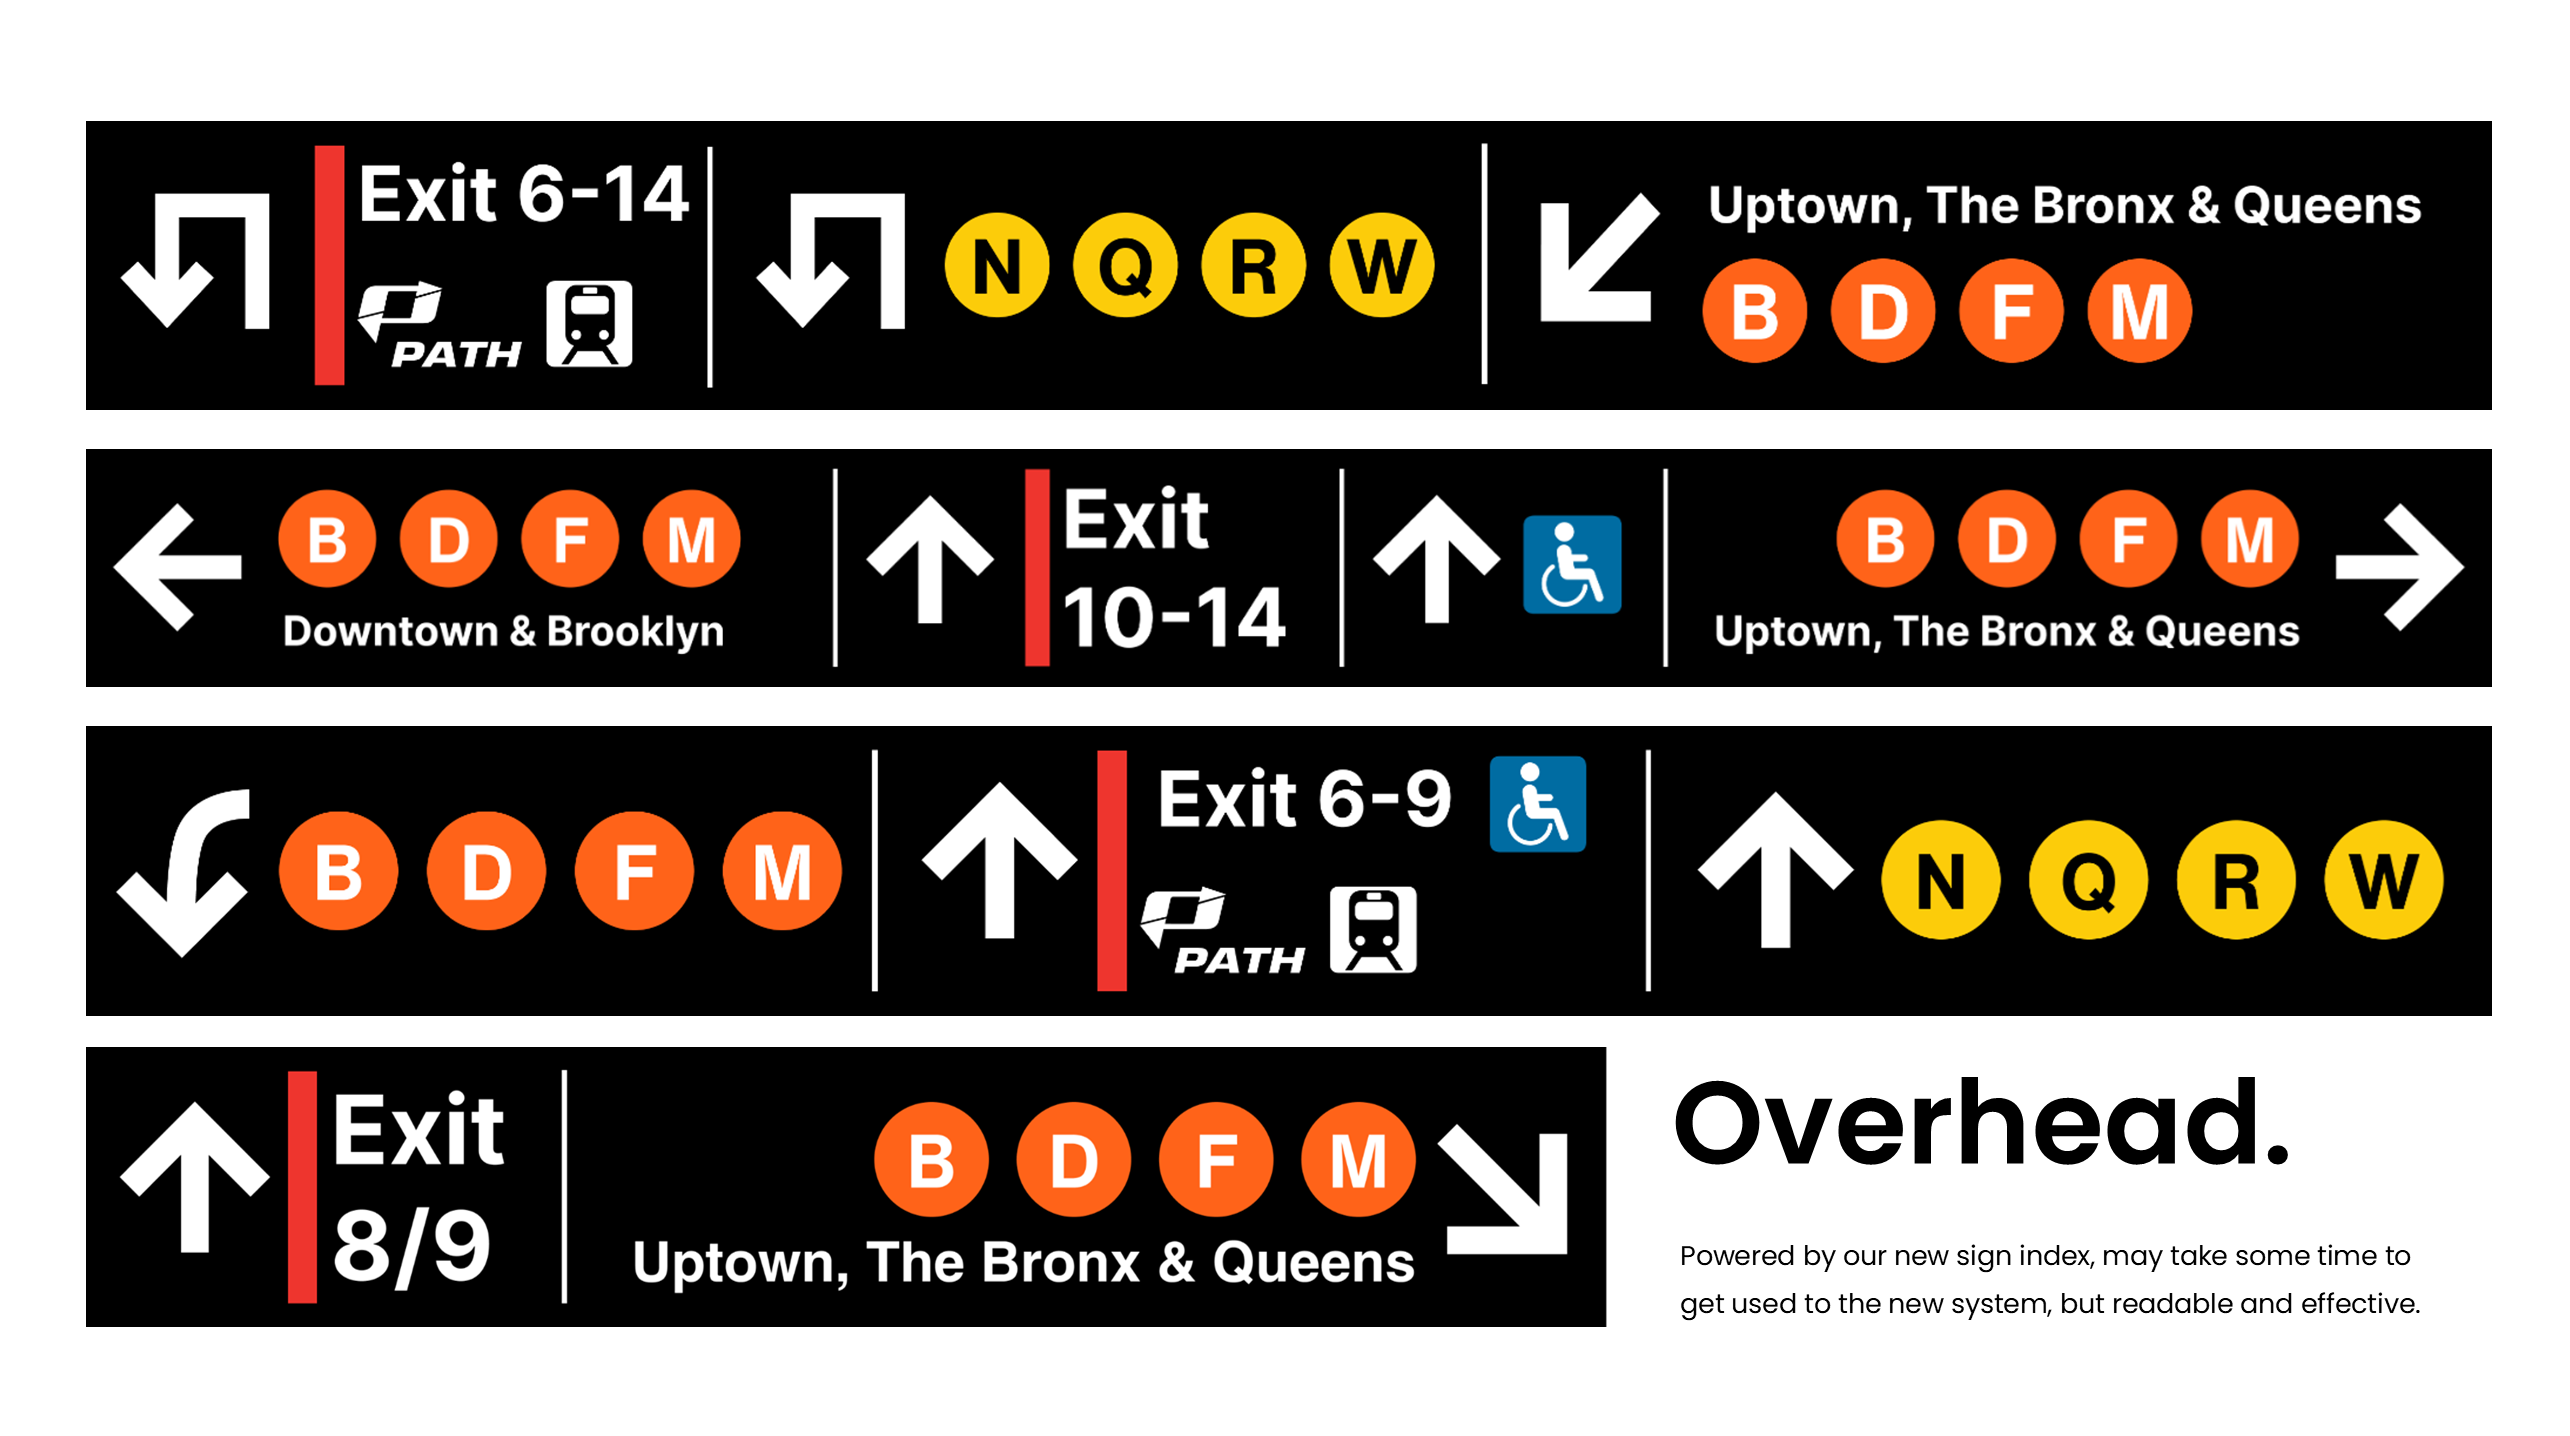 Exit 6-14
PATH
N Q R W
Uptown, The Bronx & Queens
B D F M
B D F M
Downtown & Brooklyn
Exit
10-14
B D F M
Uptown, The Bronx & Queens
B D F M
Exit 6-9
PATH
N Q R W
Exit
8/9
B D F M
Uptown, The Bronx & Queens
Overhead.
Powered by our new sign index, may take some time to
get used to the new system, but readable and effective.